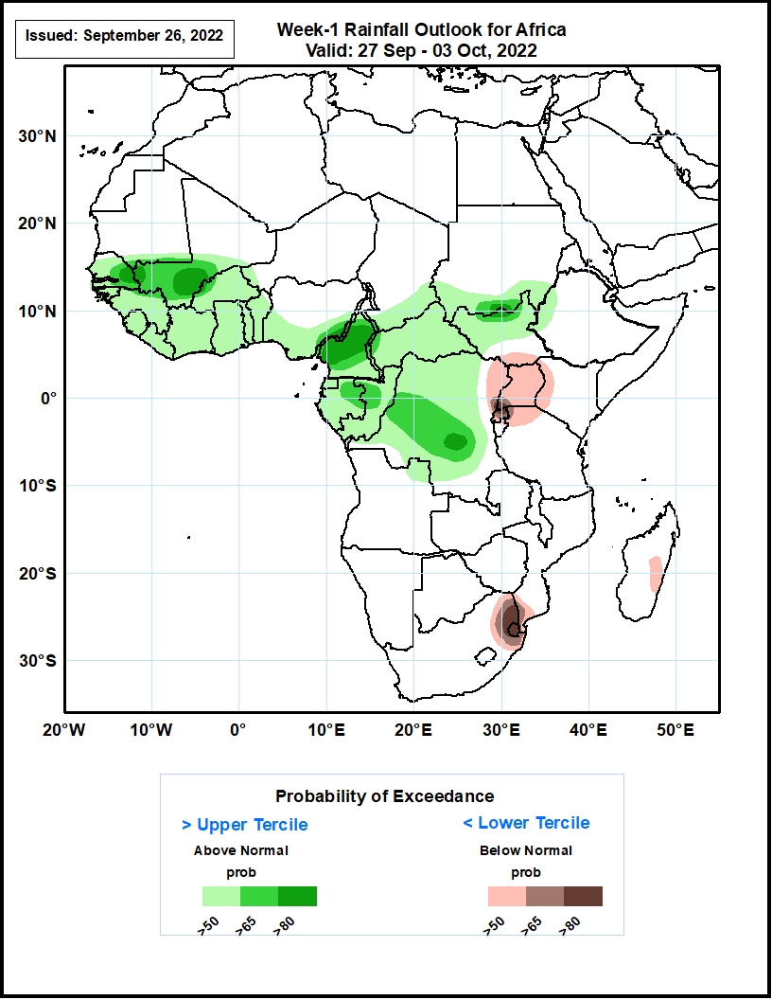 Issued: September 26, 2022
Week-1 Rainfall Outlook for Africa
Valid: 27 Sep - 03 Oct, 2022
30°N
20°N
10°N
0°
10°S
20°S
30°S
20°W 10°W 0° 10°E 20°E 30°E 40°E 50°E
Probability of Exceedance
> Upper Tercile < Lower Tercile
Above Normal Below Normal
prob prob
>50 >65 >80 >50 >65 >80